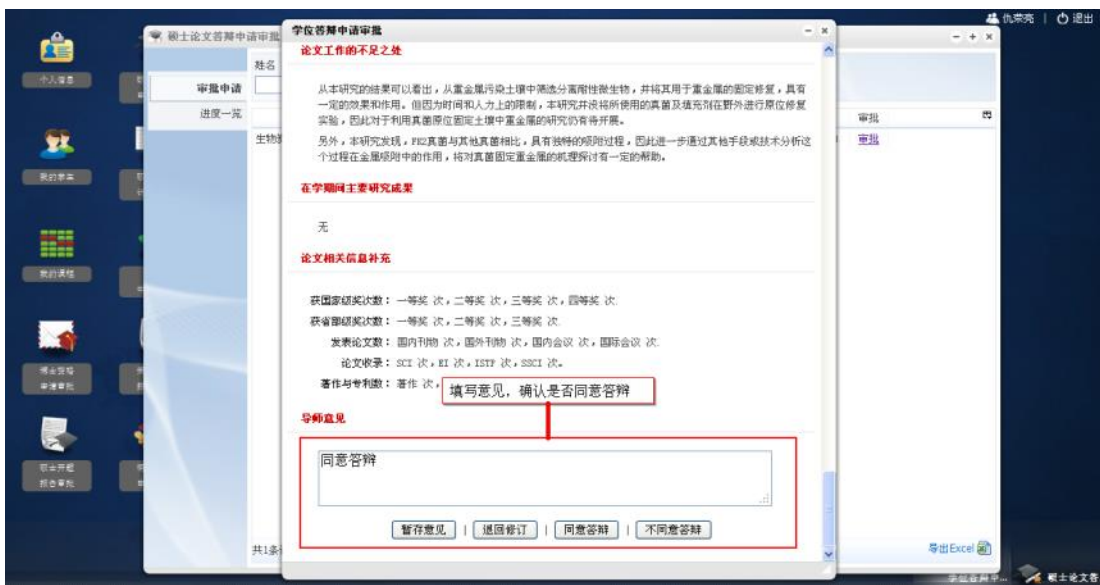 仇荣亮 | 退出
硕士论文答辩申请审批
学位答辩申请审批
个人信息
我的学生
我的课程
硕士资格
申请审批
硕士开题
报告审批
审批申请
进度一览
姓名
生物
共1条
论文工作的不足之处
从本研究的结果可以看出,从重金属污染土壤中筛选分离耐性微生物,并将其用于重金属的固定修复,具有
一定的效果和作用。但因为时间和人力上的限制,本研究并没将所使用的真菌及填充剂在野外进行原位修复
实验,因此对于利用真菌原位固定土壤中重金属的研究仍有待开展。
另外,本研究发现,FR2真菌与其他真菌相比,具有独特的吸附过程,因此进一步通过其他手段或技术分析这
个过程在金属吸附中的作用,将对真菌固定重金属的机理探讨有一定的帮助。
在学期间主要研究成果
无
论文相关信息补充
获国家级奖次数: 一等奖 次,二等奖 次,三等奖 次,四等奖 次.
获省部级奖次数: 一等奖 次,二等奖 次,三等奖 次.
发表论文数: 国内刊物 次,国外刊物 次,国内会议 次,国际会议 次.
论文收录: SCI 次,EI 次,ISTP 次,SSCI 次。
著作与专利数: 著作 次,
填写意见,确认是否同意答辩
导师意见
同意答辩
暂存意见 | 退回修订 | 同意答辩 | 不同意答辩
审批
审批
导出Excel
学位答辩申...
硕士论文答